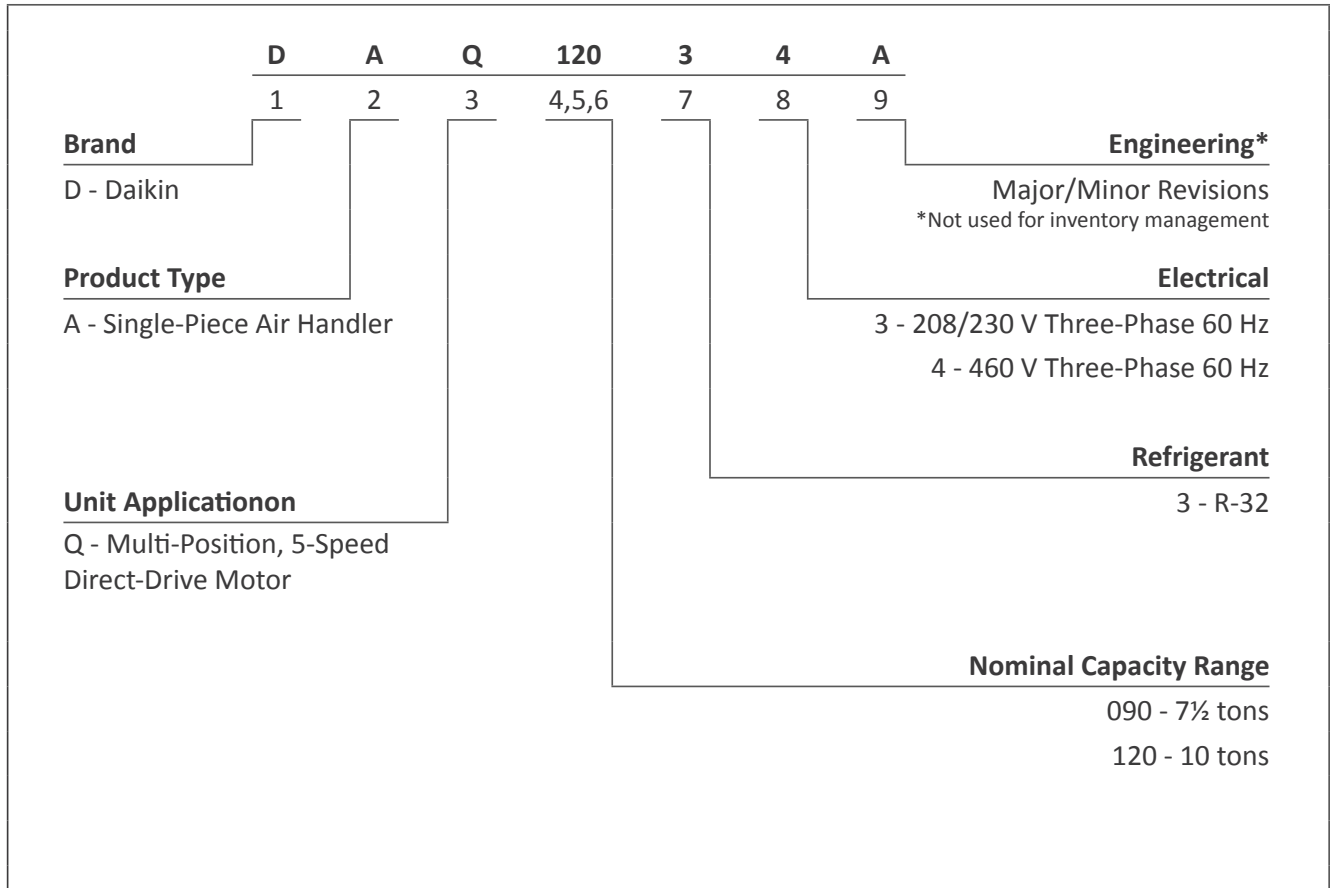 D A Q 120 3 4 A
1 2 3 4,5,6 7 8 9
Brand
D - Daikin
Engineering*
Major/Minor Revisions
*Not used for inventory management
Product Type
A - Single-Piece Air Handler
Electrical
3 - 208/230 V Three-Phase 60 Hz
4 - 460 V Three-Phase 60 Hz
Refrigerant
3 - R-32
Unit Applicationon
Q - Multi-Position, 5-Speed
Direct-Drive Motor
Nominal Capacity Range
090 - 7½ tons
120 - 10 tons